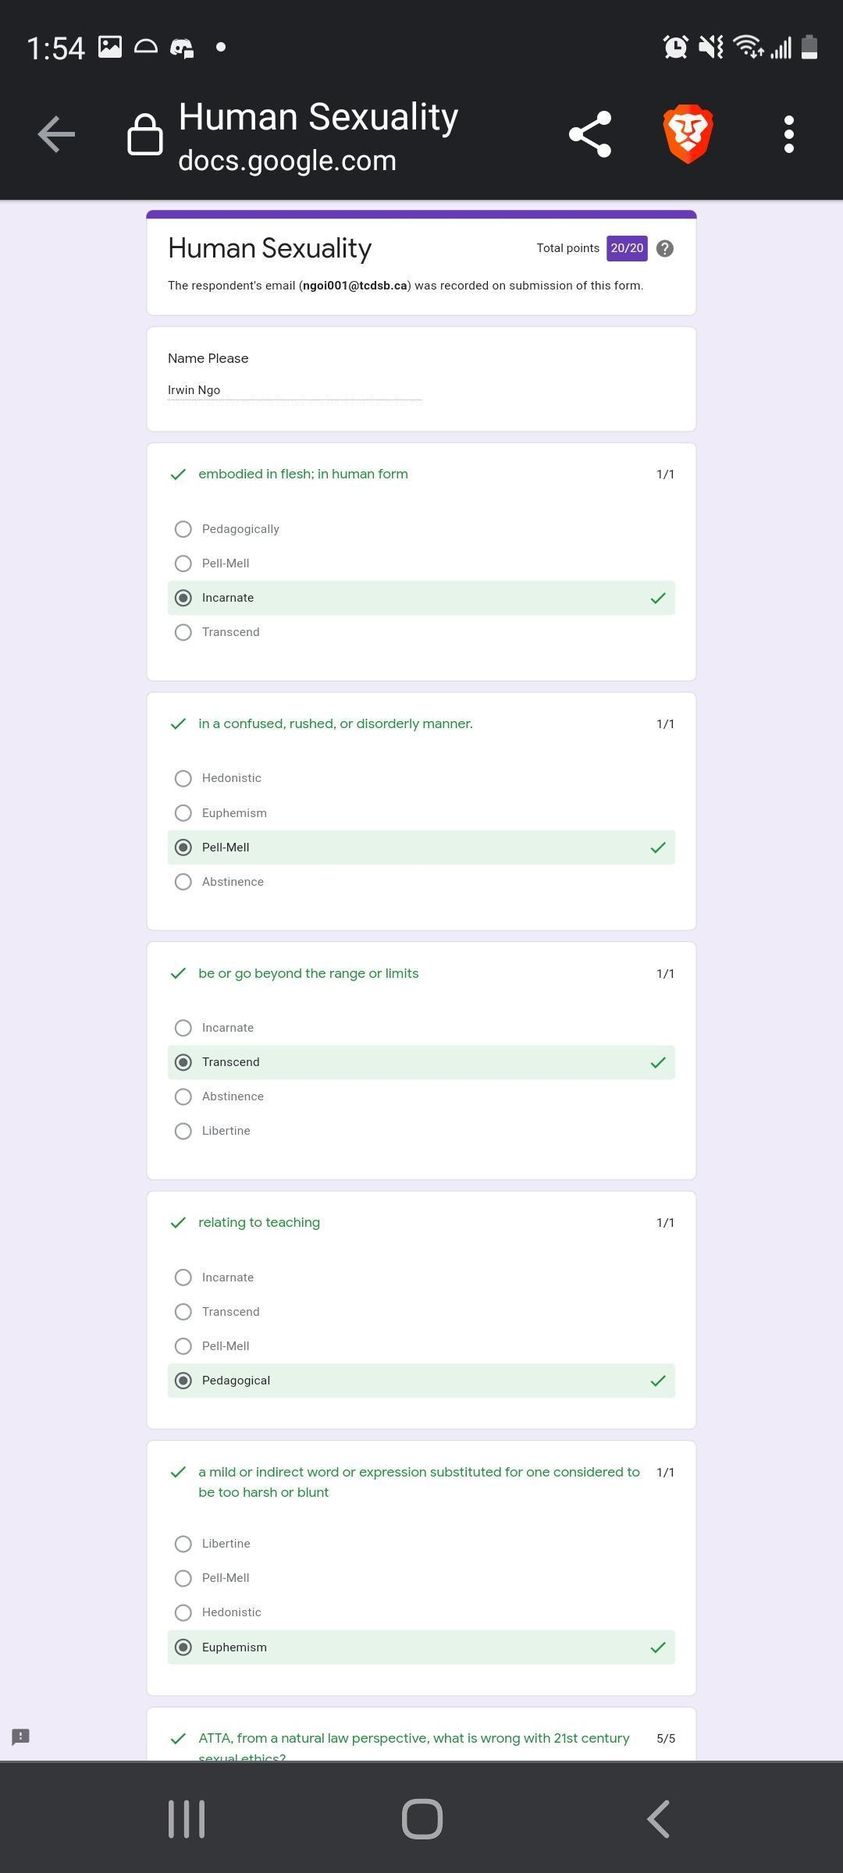 1:54
Human Sexuality
docs.google.com
Human Sexuality
Total points 20/20 ?
The respondent's email (ngoi001@tcdsb.ca) was recorded on submission of this form.
Name Please
Irwin Ngo
embodied in flesh; in human form 1/1
Pedagogically
Pell-Mell
Incarnate
Transcend
in a confused, rushed, or disorderly manner. 1/1
Hedonistic
Euphemism
Pell-Mell
Abstinence
be or go beyond the range or limits 1/1
Incarnate
Transcend
Abstinence
Libertine
relating to teaching 1/1
Incarnate
Transcend
Pell-Mell
Pedagogical
a mild or indirect word or expression substituted for one considered to 1/1
be too harsh or blunt
Libertine
Pell-Mell
Hedonistic
Euphemism
ATTA, from a natural law perspective, what is wrong with 21st century 5/5
sexual ethics?